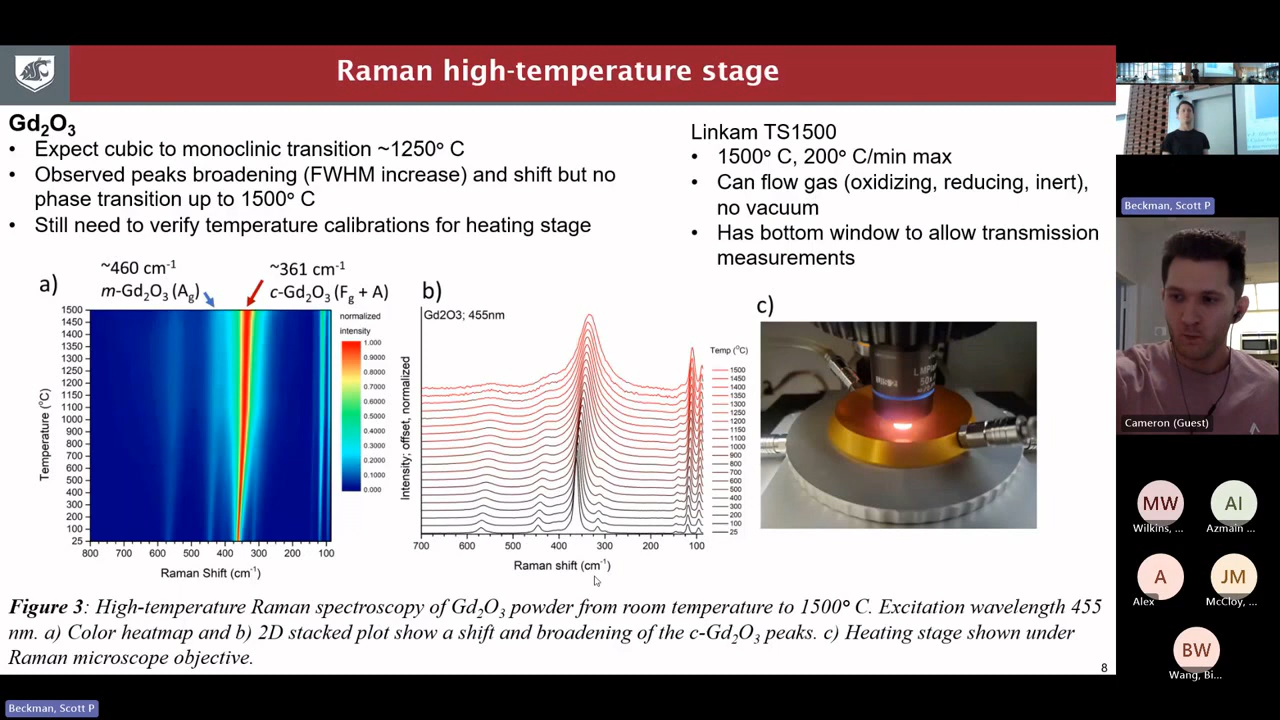 Raman high-temperature stage
Gd₂O₃
• Expect cubic to monoclinic transition ~1250° C
• Observed peaks broadening (FWHM increase) and shift but no
phase transition up to 1500° C
• Still need to verify temperature calibrations for heating stage
Linkam TS1500
• 1500° C, 200° C/min max
• Can flow gas (oxidizing, reducing, inert),
no vacuum
• Has bottom window to allow transmission
measurements
a)
~460 cm⁻¹
m-Gd₂O₃ (Ag)
~361 cm⁻¹
c-Gd₂O₃ (Fg + A)
normalized
intensity
1.000
0.9000
0.8000
0.7000
0.6000
0.5000
0.4000
0.3000
0.2000
0.1000
0.000
Temperature (°C)
1500
1450
1400
1350
1300
1250
1200
1150
1100
1000
900
800
700
600
500
400
300
200
100
25
800 700 600 500 400 300 200 100
Raman Shift (cm⁻¹)
b)
Gd2O3; 455nm
Intensity; offset, normalized
700 600 500 400 300 200 100
Raman shift (cm⁻¹)
Temp (°C)
1500
1450
1400
1350
1300
1250
1200
1150
1100
1000
900
800
700
600
500
400
300
200
100
25
c)
Figure 3: High-temperature Raman spectroscopy of Gd₂O₃ powder from room temperature to 1500° C. Excitation wavelength 455
nm. a) Color heatmap and b) 2D stacked plot show a shift and broadening of the c-Gd₂O₃ peaks. c) Heating stage shown under
Raman microscope objective.
8
Beckman, Scott P
Cameron (Guest)
MW
Wilkins, ...
AI
Azmain ...
A
Alex
JM
McCloy, ...
BW
Wang, Bi...
Beckman, Scott P